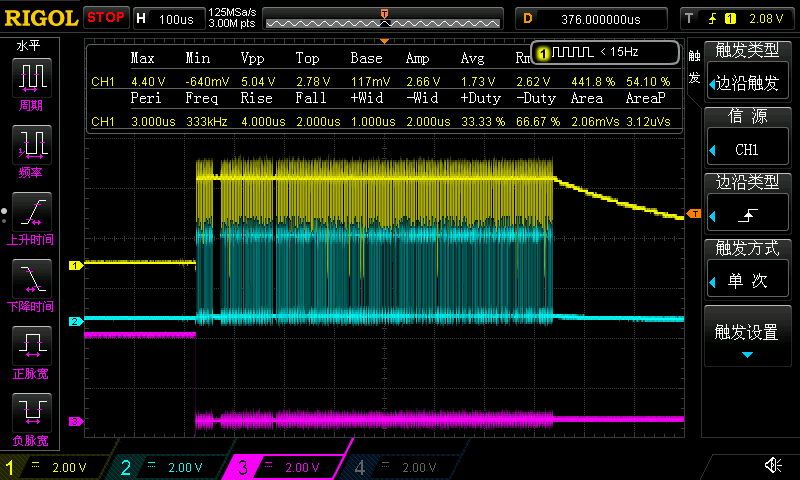 RIGOL STOP H 100us 125MSa/s 3.00M pts T D 376.000000us T 1 2.08 V
水平
周期
频率
上升时间
下降时间
正脉宽
负脉宽
1 < 15Hz
Max Min Vpp Top Base Amp Avg
CH1 4.40 V -640mV 5.04 V 2.78 V 117mV 2.66 V 1.73 V 2.62 V 441.8 % 54.10 %
Peri Freq Rise Fall +Wid -Wid +Duty -Duty Area AreaP
CH1 3.000us 333kHz 4.000us 2.000us 1.000us 2.000us 33.33 % 66.67 % 2.06mVs 3.12uVs
T
1
2
3
触发
触发类型
边沿触发
信 源
CH1
边沿类型
触发方式
单 次
触发设置
1 2.00 V 2 2.00 V 3 2.00 V 4 2.00 V